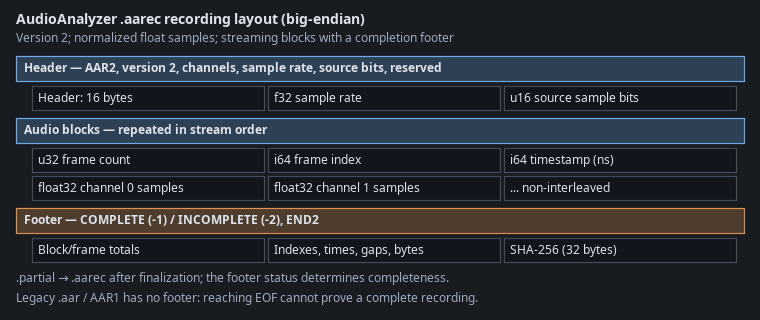 AudioAnalyzer .aarec recording layout (big-endian)
Version 2; normalized float samples; streaming blocks with a completion footer
Header — AAR2, version 2, channels, sample rate, source bits, reserved
Header: 16 bytes
f32 sample rate
u16 source sample bits
Audio blocks — repeated in stream order
u32 frame count
i64 frame index
i64 timestamp (ns)
float32 channel 0 samples
float32 channel 1 samples
... non-interleaved
Footer — COMPLETE (-1) / INCOMPLETE (-2), END2
Block/frame totals
Indexes, times, gaps, bytes
SHA-256 (32 bytes)
.partial → .aarec after finalization; the footer status determines completeness.
Legacy .aar / AAR1 has no footer: reaching EOF cannot prove a complete recording.